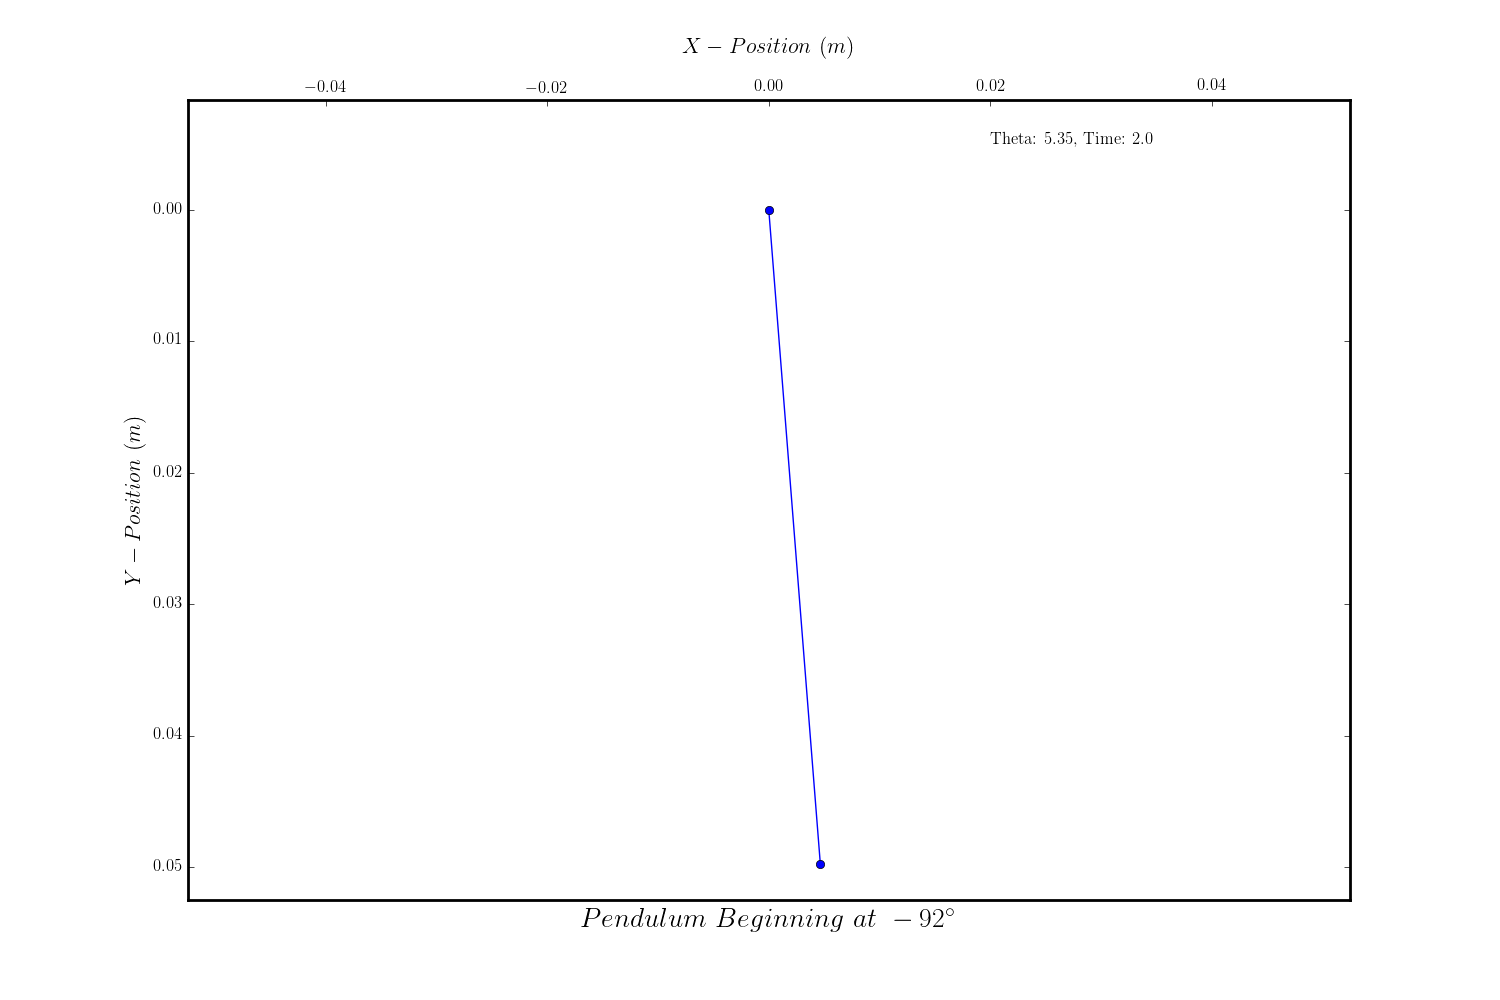 X − Position (m)
−0.04 −0.02 0.00 0.02 0.04
Theta: 5.35, Time: 2.0
0.00
0.01
0.02
0.03
0.04
0.05
Y − Position (m)
Pendulum Beginning at − 92°